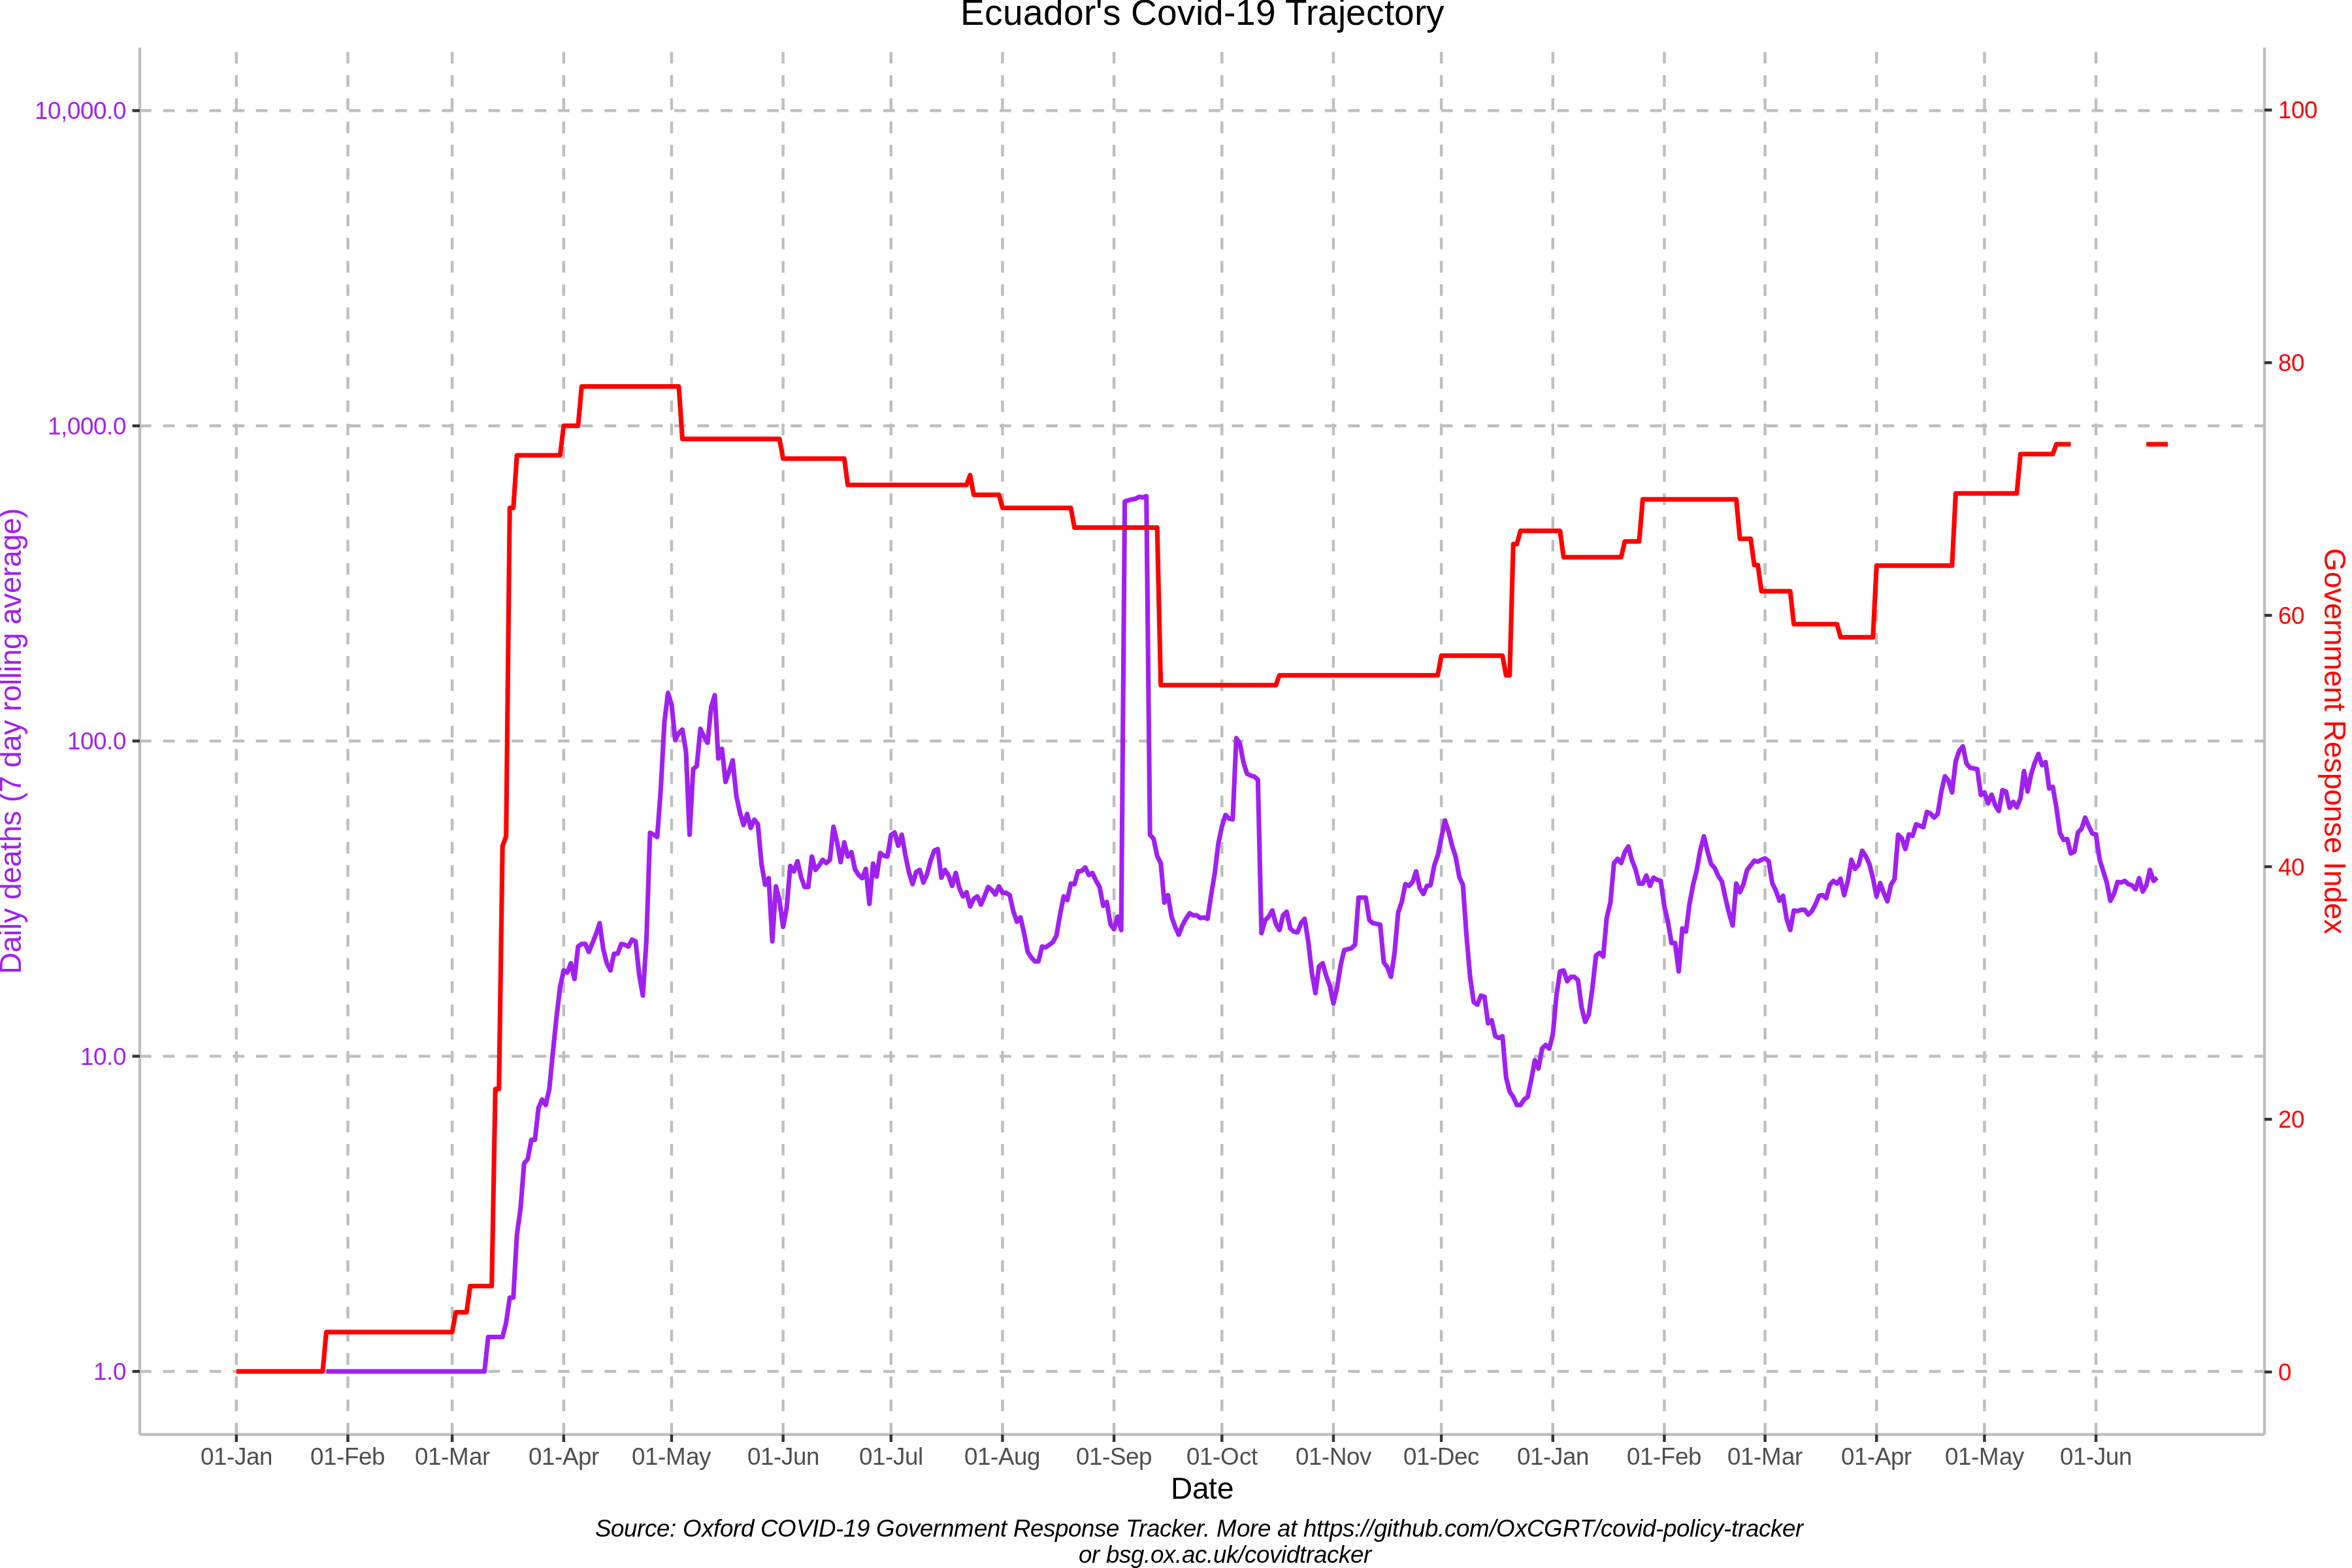 Ecuador's Covid-19 Trajectory
10,000.0
1,000.0
100.0
10.0
1.0
Daily deaths (7 day rolling average)
100
80
60
40
20
0
Government Response Index
01-Jan 01-Feb 01-Mar 01-Apr 01-May 01-Jun 01-Jul 01-Aug 01-Sep 01-Oct 01-Nov 01-Dec 01-Jan 01-Feb 01-Mar 01-Apr 01-May 01-Jun
Date
Source: Oxford COVID-19 Government Response Tracker. More at https://github.com/OxCGRT/covid-policy-tracker
or bsg.ox.ac.uk/covidtracker